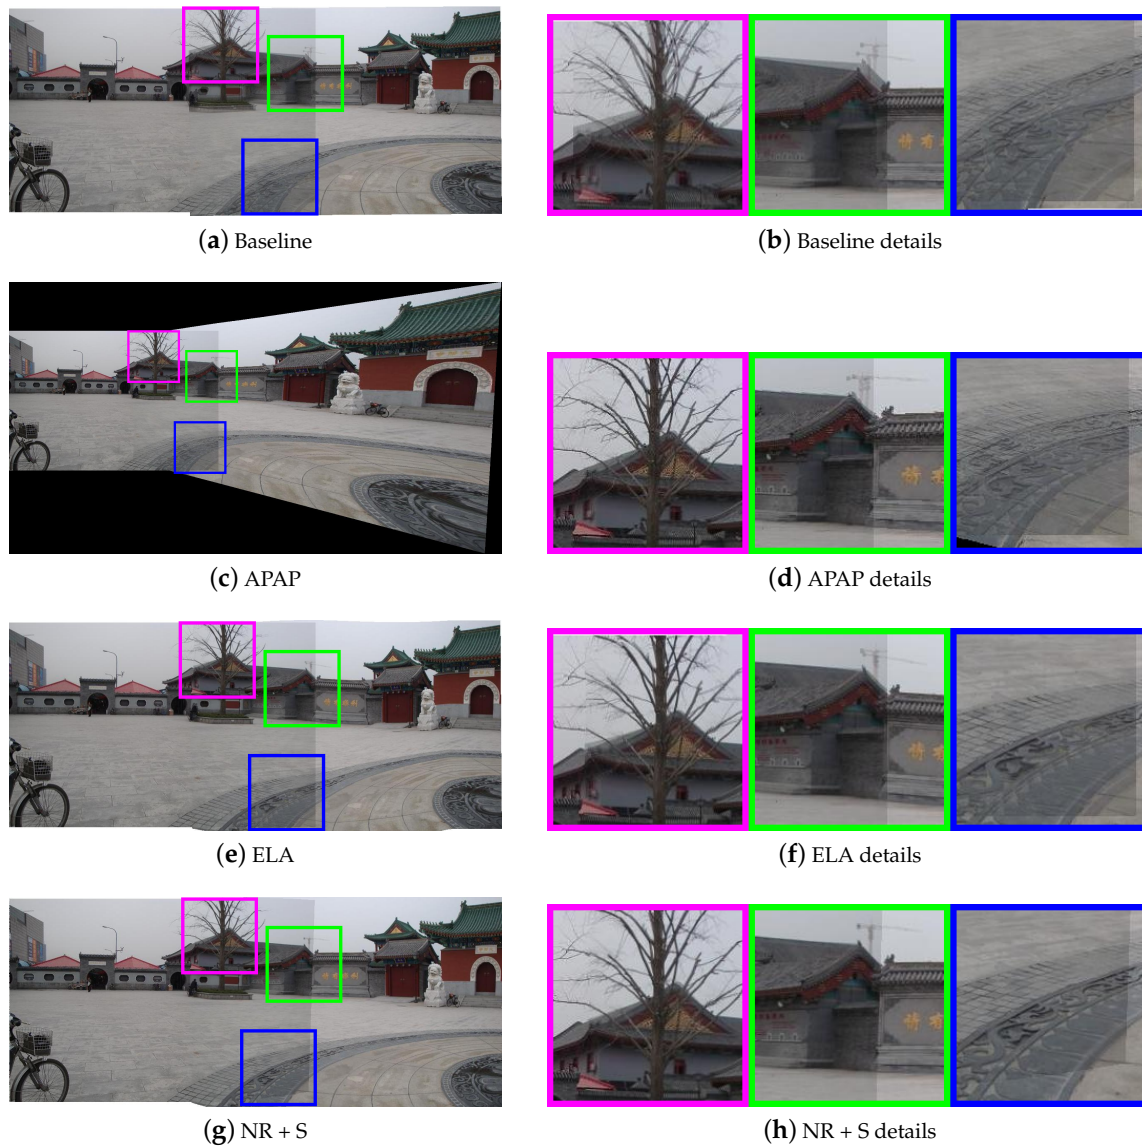 (a) Baseline
(b) Baseline details
(c) APAP
(d) APAP details
(e) ELA
(f) ELA details
(g) NR + S
(h) NR + S details